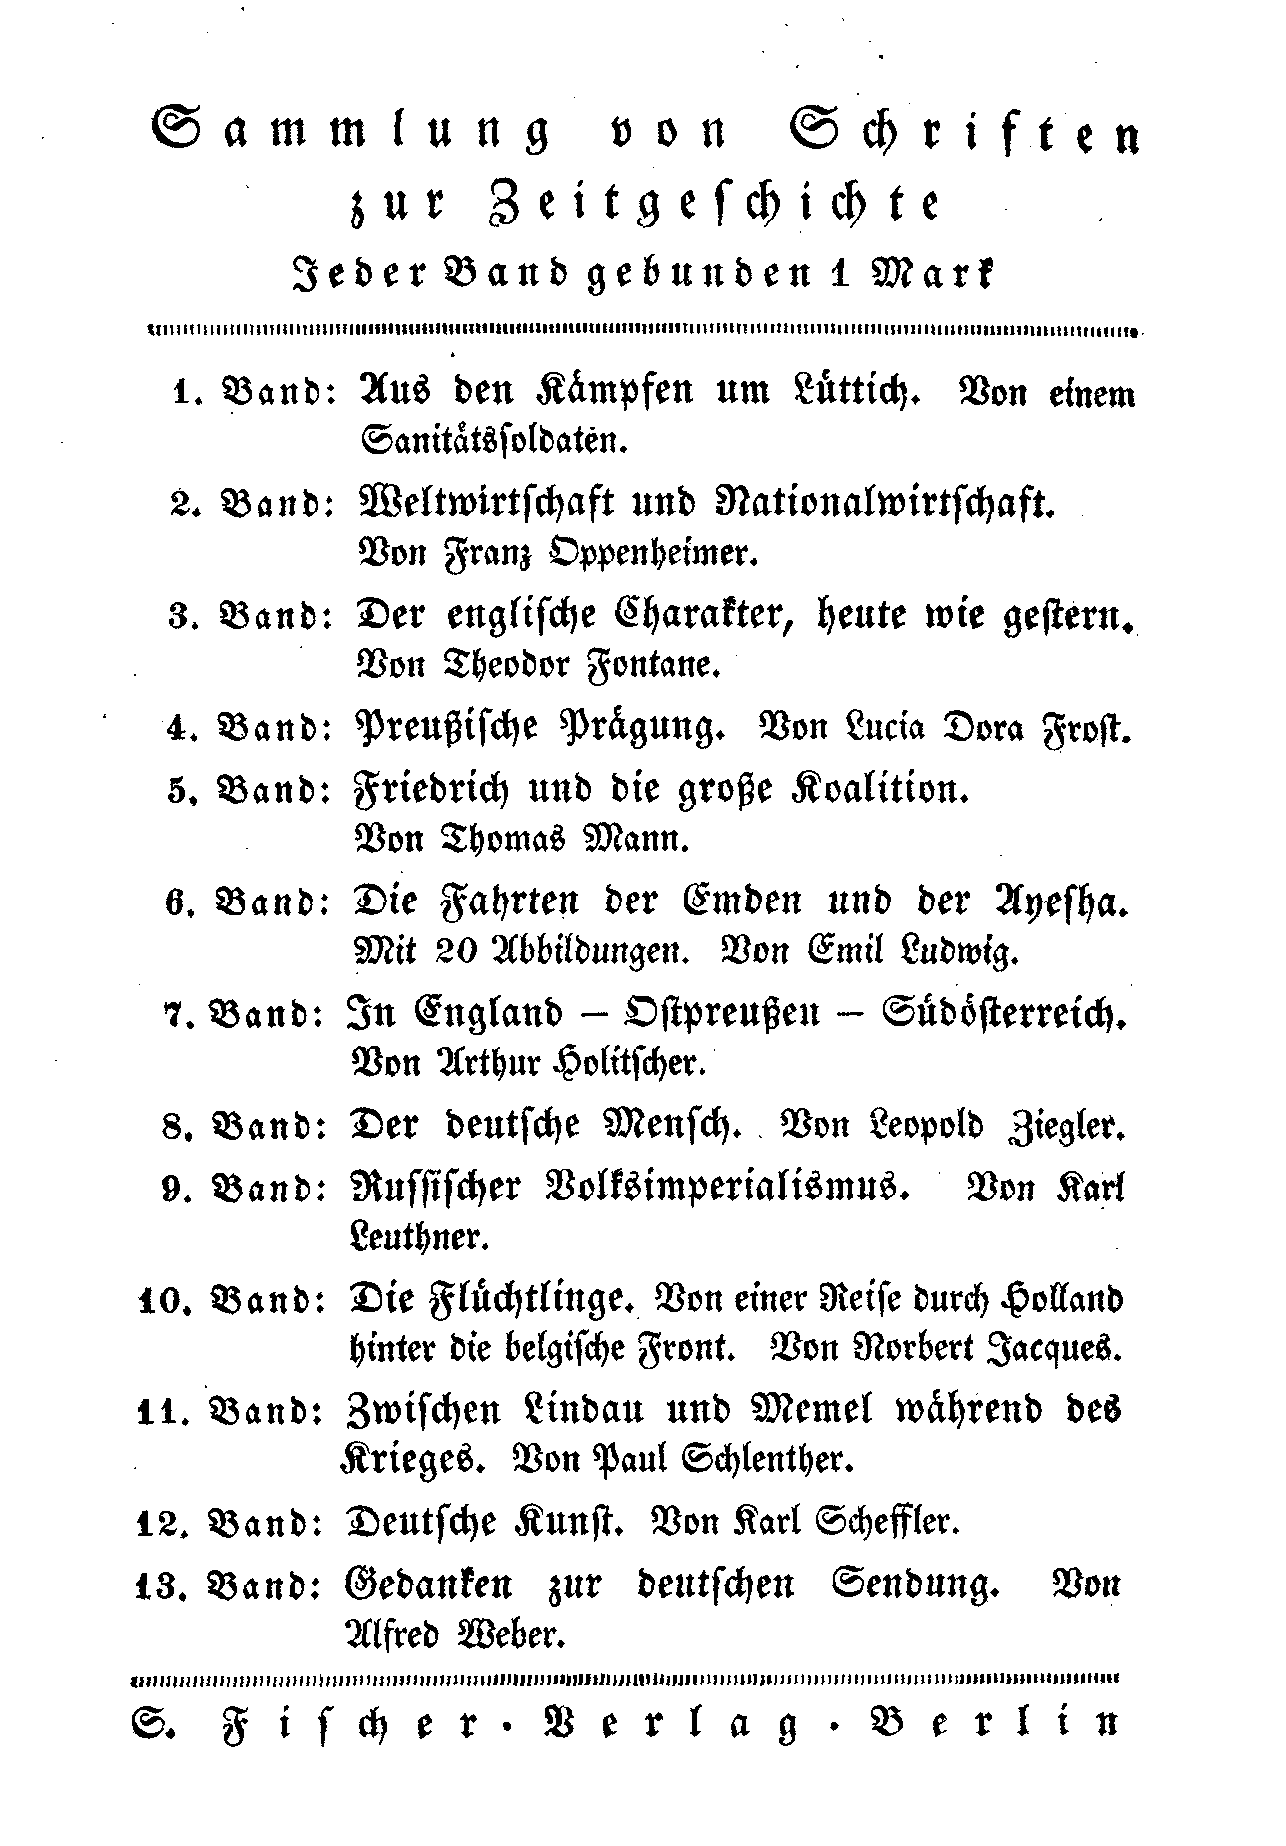 Sammlung von Schriften
zur Zeitgeschichte
Jeder Band gebunden 1 Mark
1. Band: Aus den Kämpfen um Lüttich. Von einem
Sanitätssoldaten.
2. Band: Weltwirtschaft und Nationalwirtschaft.
Von Franz Oppenheimer.
3. Band: Der englische Charakter, heute wie gestern.
Von Theodor Fontane.
4. Band: Preußische Prägung. Von Lucia Dora Frost.
5. Band: Friedrich und die große Koalition.
Von Thomas Mann.
6. Band: Die Fahrten der Emden und der Ayesha.
Mit 20 Abbildungen. Von Emil Ludwig.
7. Band: In England – Ostpreußen – Südösterreich.
Von Arthur Holitscher.
8. Band: Der deutsche Mensch. Von Leopold Ziegler.
9. Band: Russischer Volksimperialismus. Von Karl
Leuthner.
10. Band: Die Flüchtlinge. Von einer Reise durch Holland
hinter die belgische Front. Von Norbert Jacques.
11. Band: Zwischen Lindau und Memel während des
Krieges. Von Paul Schlenther.
12. Band: Deutsche Kunst. Von Karl Scheffler.
13. Band: Gedanken zur deutschen Sendung. Von
Alfred Weber.
S. Fischer · Verlag · Berlin